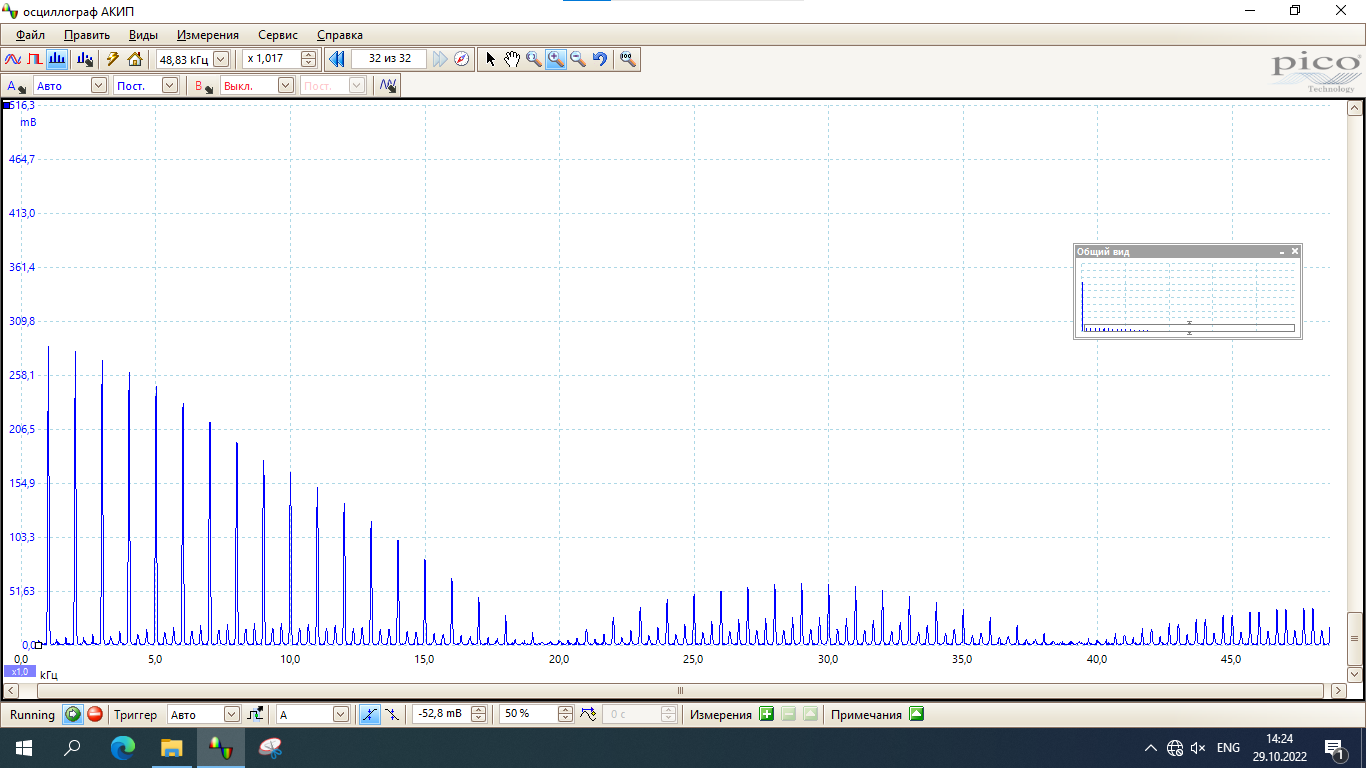 осциллограф АКИП
Файл Править Виды Измерения Сервис Справка
48,83 кГц x 1,017 32 из 32
pico
Technology
A Авто Пост. B Выкл. Пост.
516,3
mB
464,7
413,0
361,4
Общий вид
309,8
258,1
206,5
154,9
103,3
51,63
0,0
0,0 5,0 10,0 15,0 20,0 25,0 30,0 35,0 40,0 45,0
x1,0 кГц
Running Триггер Авто A -52,8 mB 50 % 0 с Измерения Примечания
ENG 14:24
29.10.2022 1